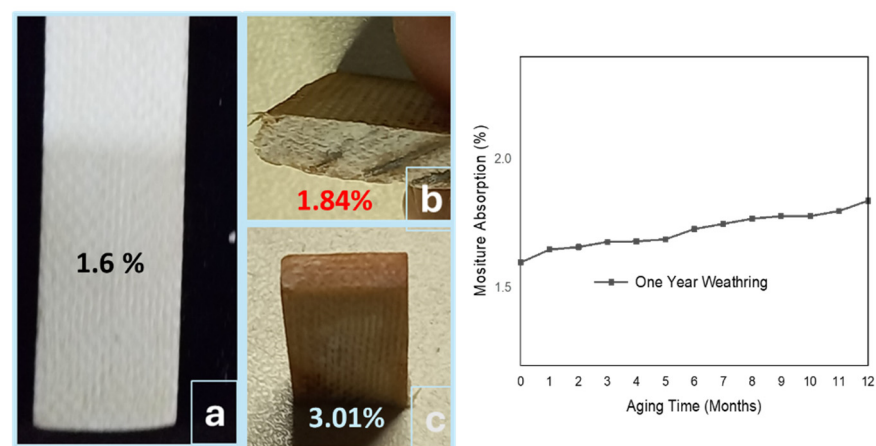 1.6 %
a
1.84%
b
3.01%
c
Mositure Absorption (%)
2.0
1.5
One Year Weathring
0 1 2 3 4 5 6 7 8 9 10 11 12
Aging Time (Months)